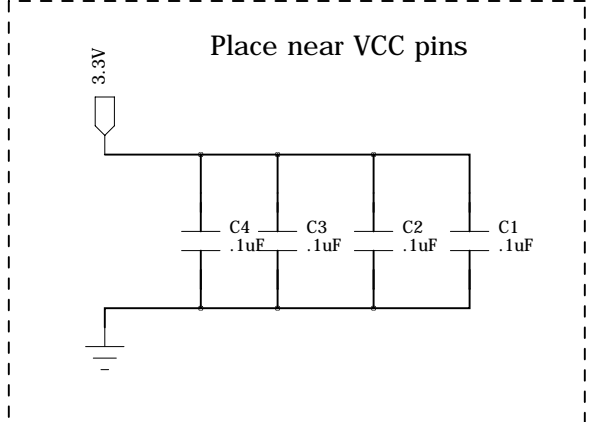 Place near VCC pins
3.3V
C4
.1uF
C3
.1uF
C2
.1uF
C1
.1uF